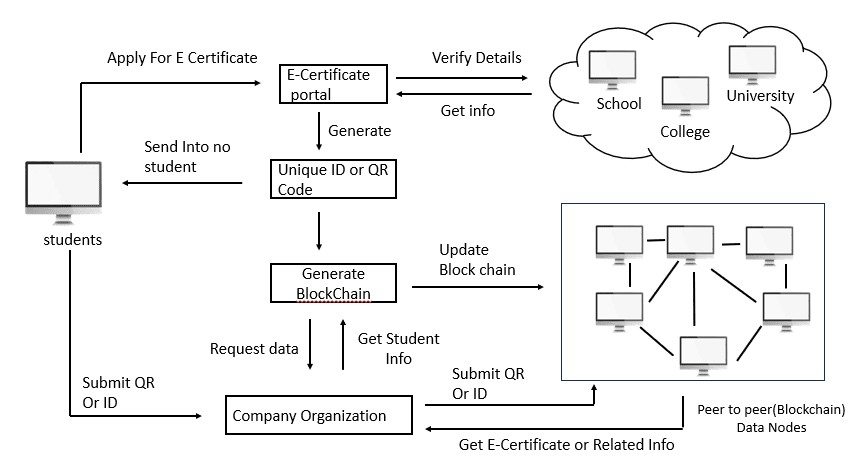 Apply For E Certificate
E-Certificate
portal
Verify Details
Get info
School
College
University
Generate
Send Into no
student
Unique ID or QR
Code
students
Generate
BlockChain
Update
Block chain
Request data
Get Student
Info
Submit QR
Or ID
Company Organization
Submit QR
Or ID
Peer to peer(Blockchain)
Data Nodes
Get E-Certificate or Related Info